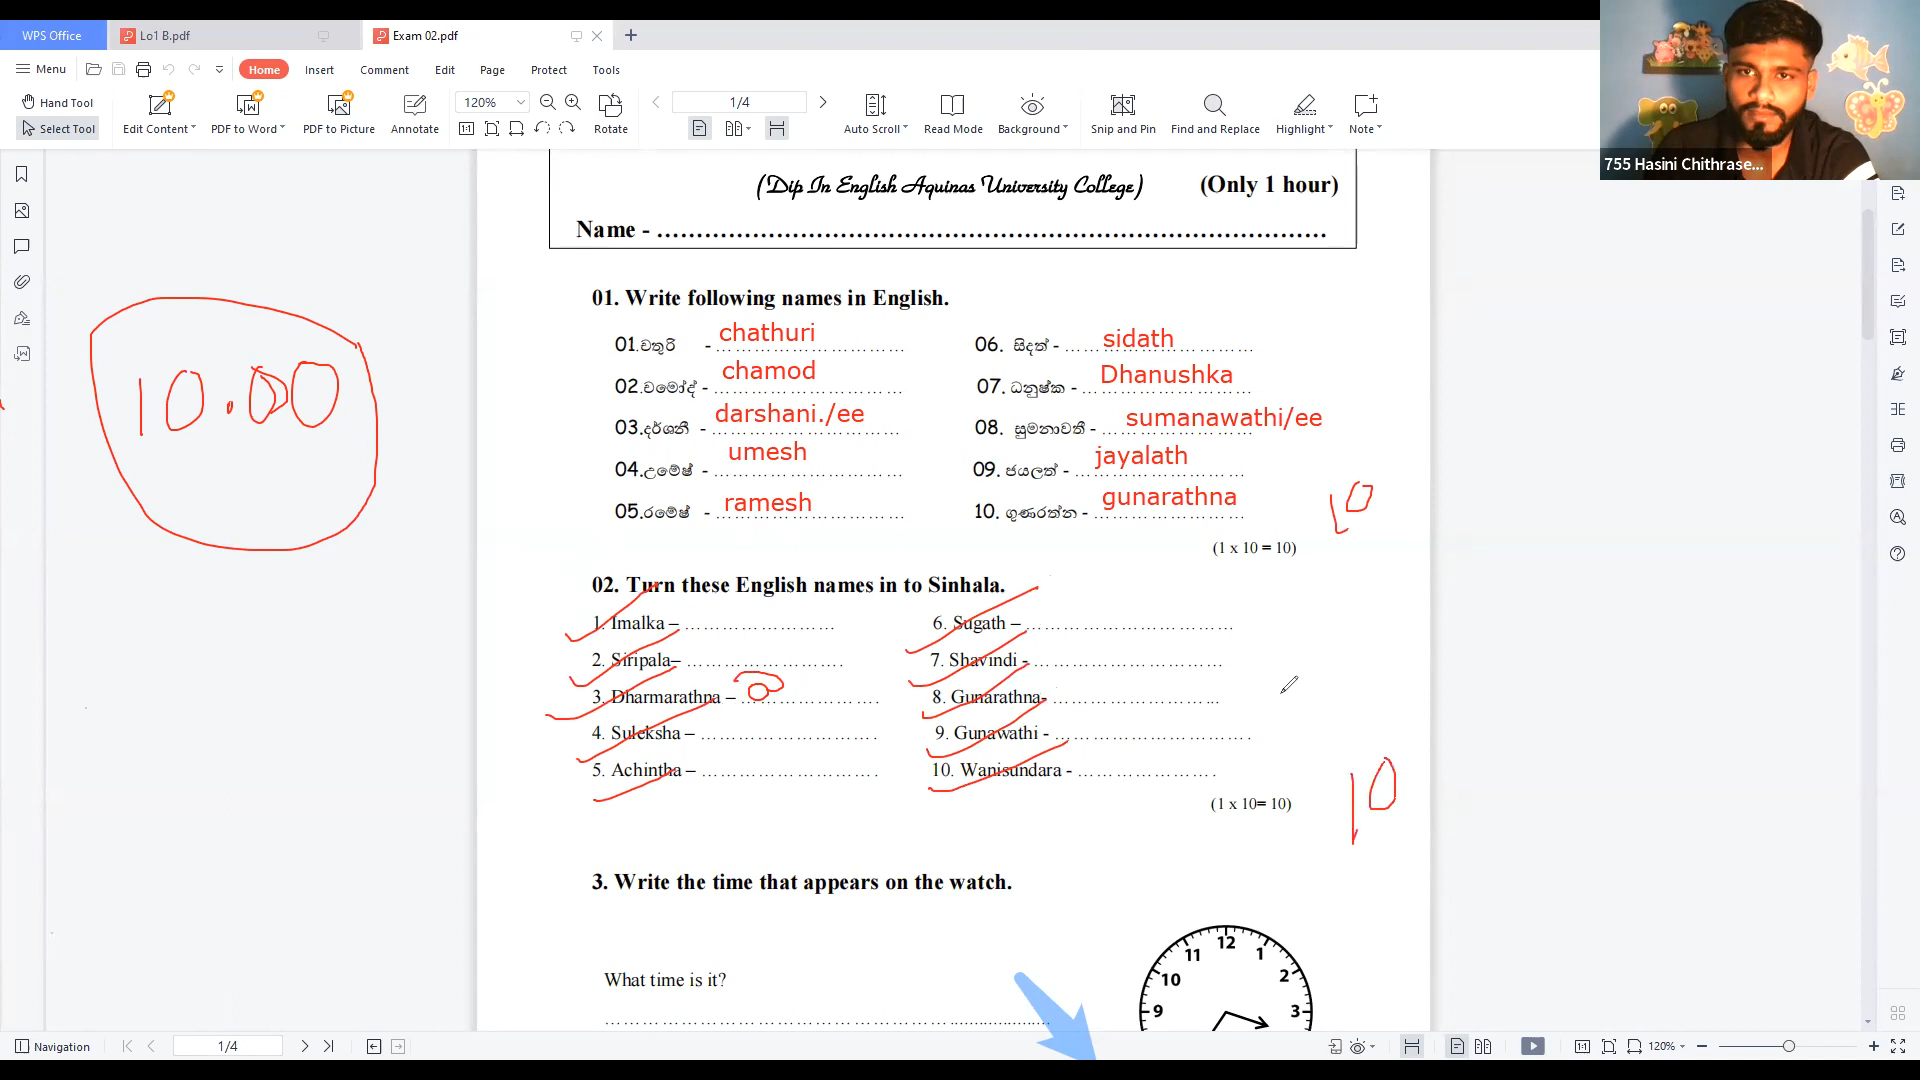 WPS Office Lo1 B.pdf Exam 02.pdf
Menu Home Insert Comment Edit Page Protect Tools
Hand Tool 120% 1/4
Select Tool Edit Content PDF to Word PDF to Picture Annotate Rotate Auto Scroll Read Mode Background Snip and Pin Find and Replace Highlight Note
755 Hasini Chithrase...
(Dip In English Aquinas University College) (Only 1 hour)
Name - ……………………………………………………………………
10.00
01. Write following names in English.
01.චතුරි - chathuri 06. සිදත් - sidath
02.චමෝද් - chamod 07. ධනුෂ්ක - Dhanushka
03.දර්ශනී - darshani./ee 08. සුමනාවතී - sumanawathi/ee
04.උමේෂ් - umesh 09. ජයලත් - jayalath
05.රමේෂ් - ramesh 10. ගුණරත්න - gunarathna
10
(1 x 10 = 10)
02. Turn these English names in to Sinhala.
1. Imalka – …………………… 6. Sugath – ……………………………
2. Siripala– ……………………. 7. Shavindi - …………………………
3. Dharmarathna – …………………. 8. Gunarathna- ……………………...
4. Suleksha – ………………………. 9. Gunawathi - ………………………….
5. Achintha – ………………………. 10. Wanisundara - ………………….
(1 x 10= 10)
10
3. Write the time that appears on the watch.
What time is it?
…………………………………………………....................
12
11 1
10 2
9 3
Navigation 1/4 120%